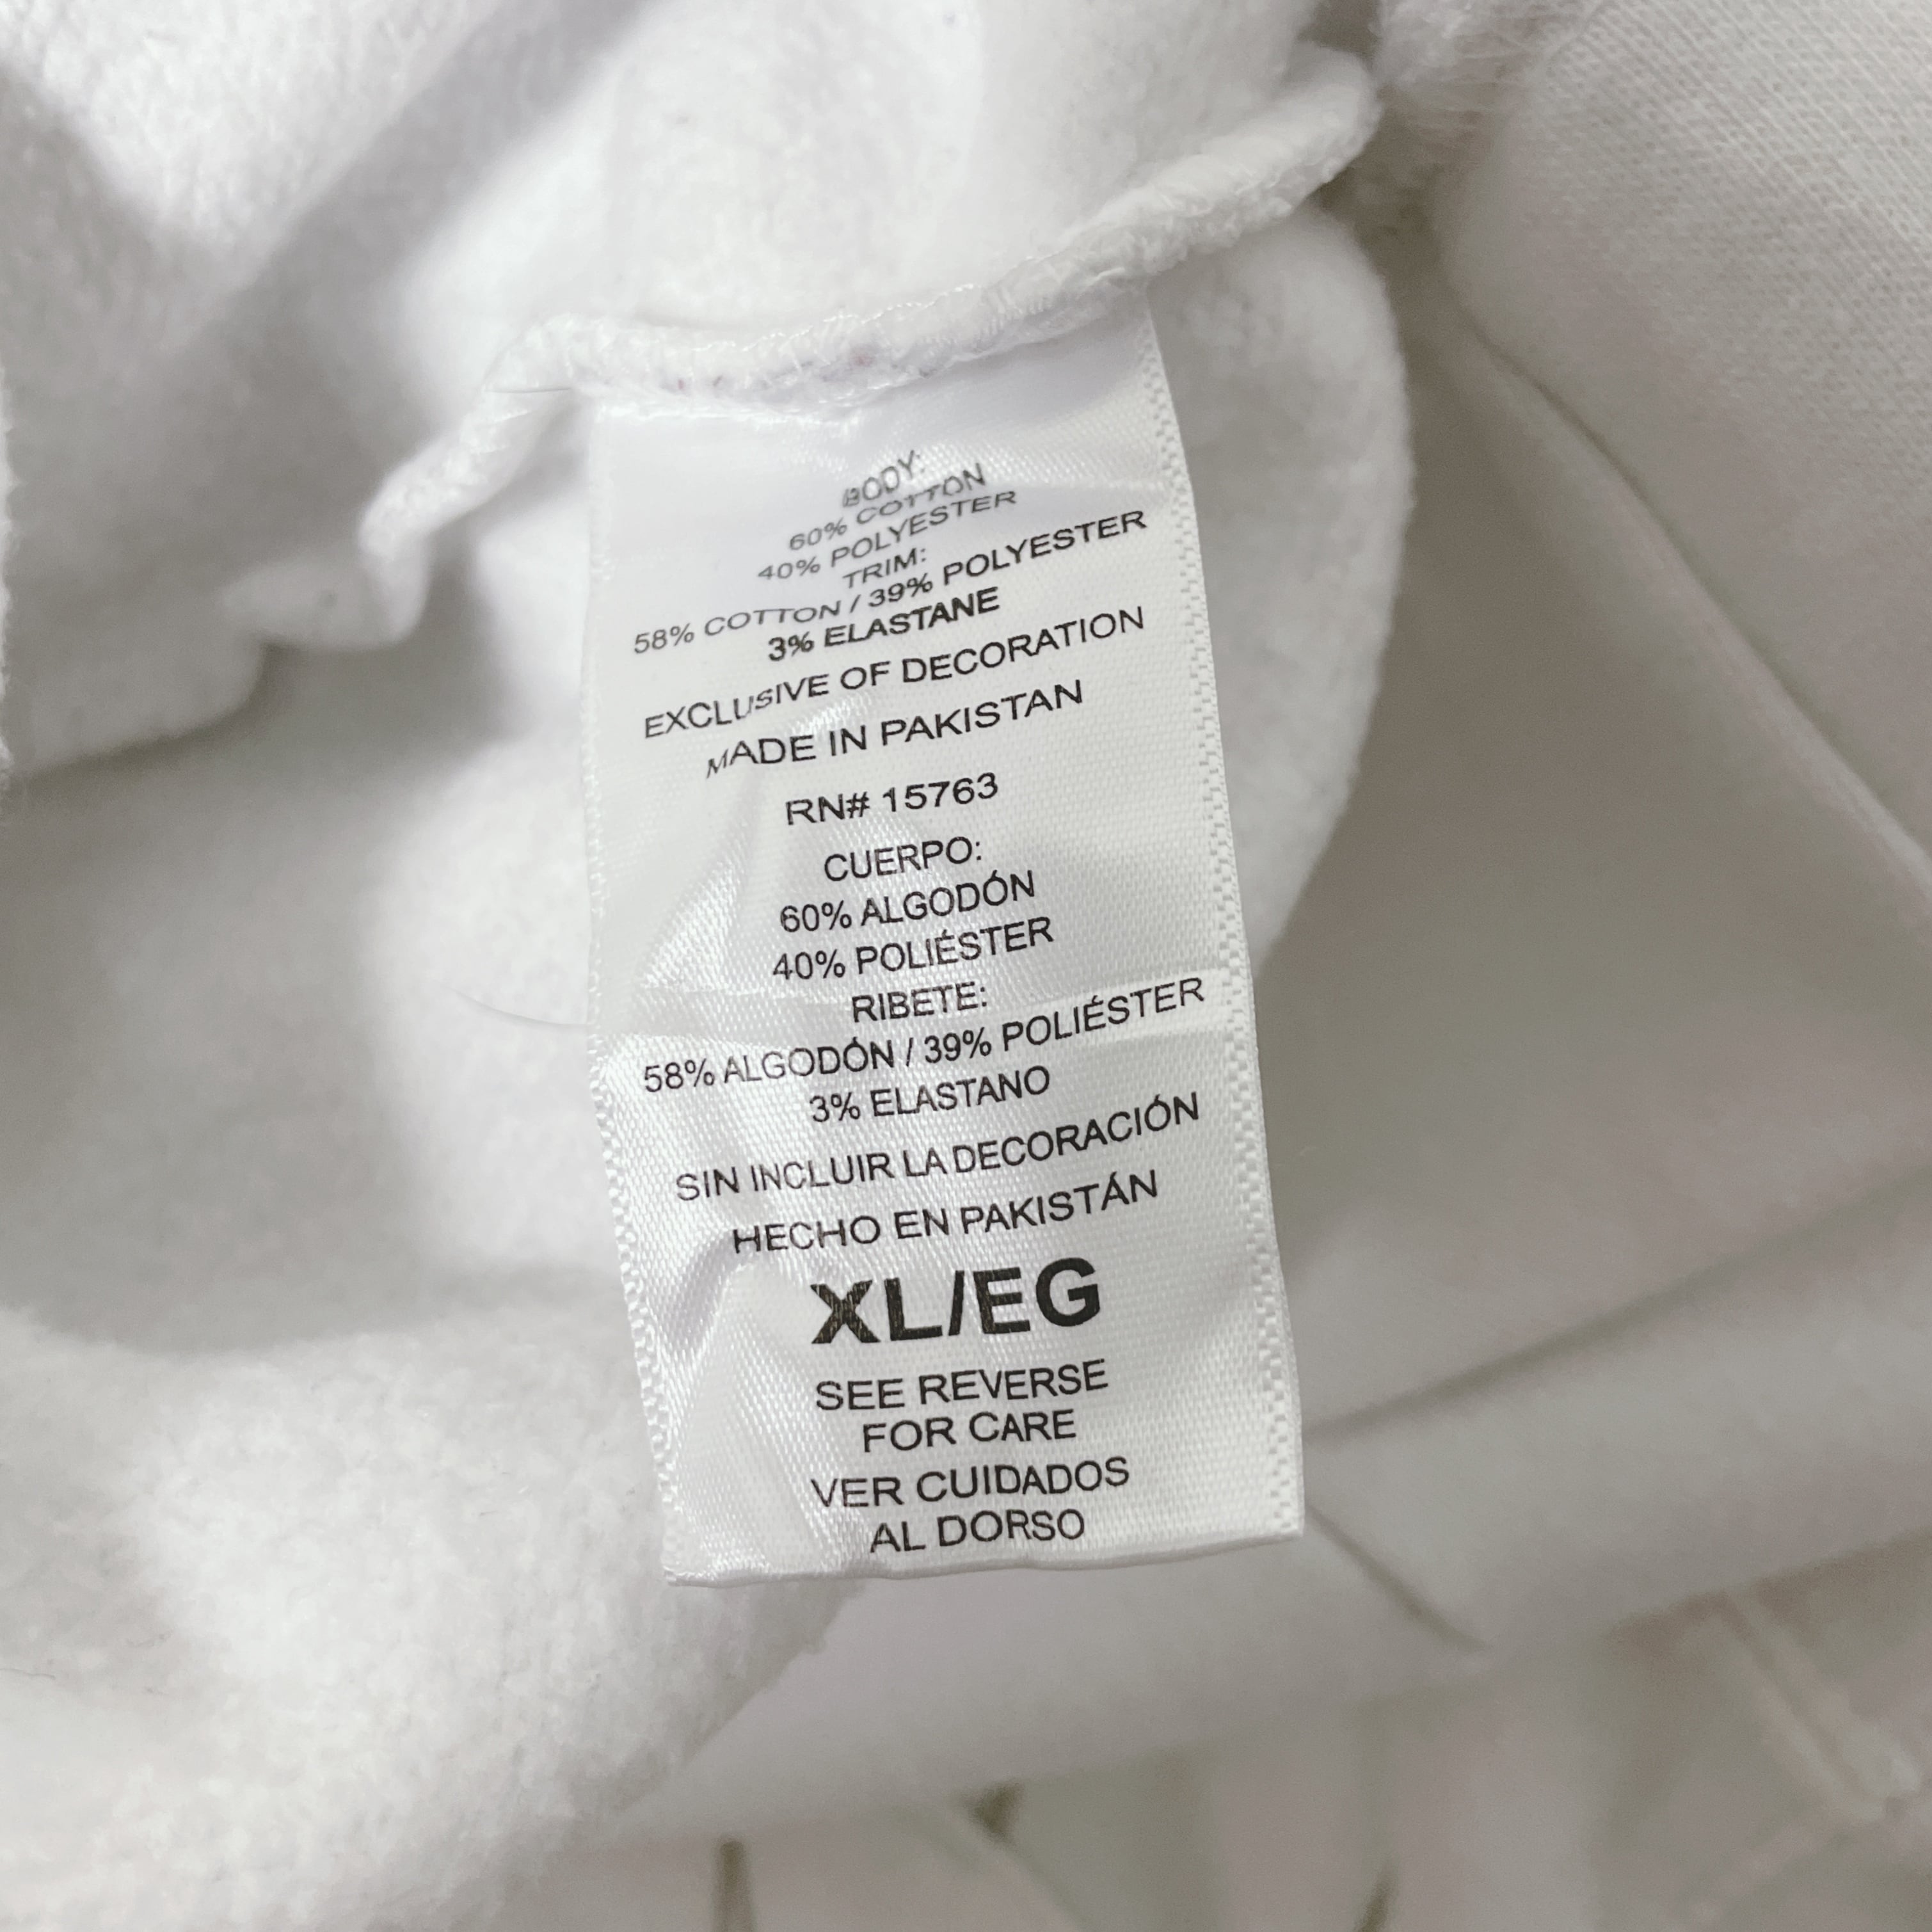 BODY:
60% COTTON
40% POLYESTER
TRIM:
58% COTTON / 39% POLYESTER
3% ELASTANE
EXCLUSIVE OF DECORATION
MADE IN PAKISTAN
RN# 15763
CUERPO:
60% ALGODÓN
40% POLIÉSTER
RIBETE:
58% ALGODÓN / 39% POLIÉSTER
3% ELASTANO
SIN INCLUIR LA DECORACIÓN
HECHO EN PAKISTÁN
XL/EG
SEE REVERSE
FOR CARE
VER CUIDADOS
AL DORSO